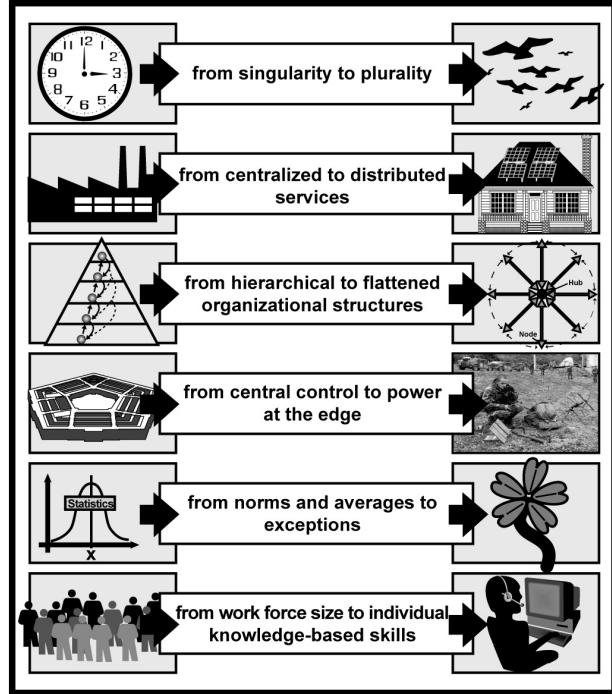 12
11
1
10
2
9
3
8
4
7
5
6
from singularity to plurality
from centralized to distributed
services
from hierarchical to flattened
organizational structures
Hub
Node
from central control to power
at the edge
Statistics
X
from norms and averages to
exceptions
from work force size to individual
knowledge-based skills